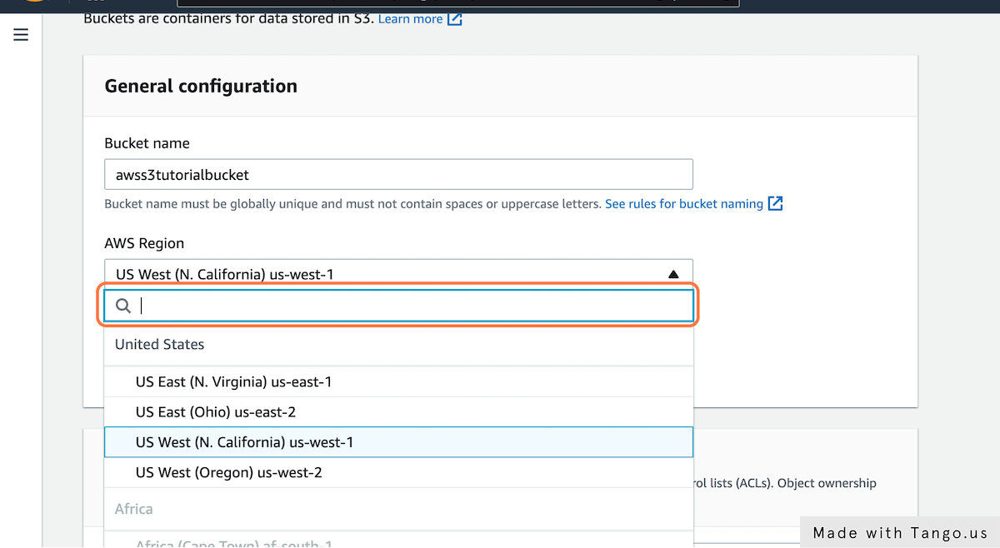 Buckets are containers for data stored in S3. Learn more
General configuration
Bucket name
awss3tutorialbucket
Bucket name must be globally unique and must not contain spaces or uppercase letters. See rules for bucket naming
AWS Region
US West (N. California) us-west-1
United States
US East (N. Virginia) us-east-1
US East (Ohio) us-east-2
US West (N. California) us-west-1
US West (Oregon) us-west-2
rol lists (ACLs). Object ownership
Africa
Africa (Cape Town) af-south-1
Made with Tango.us